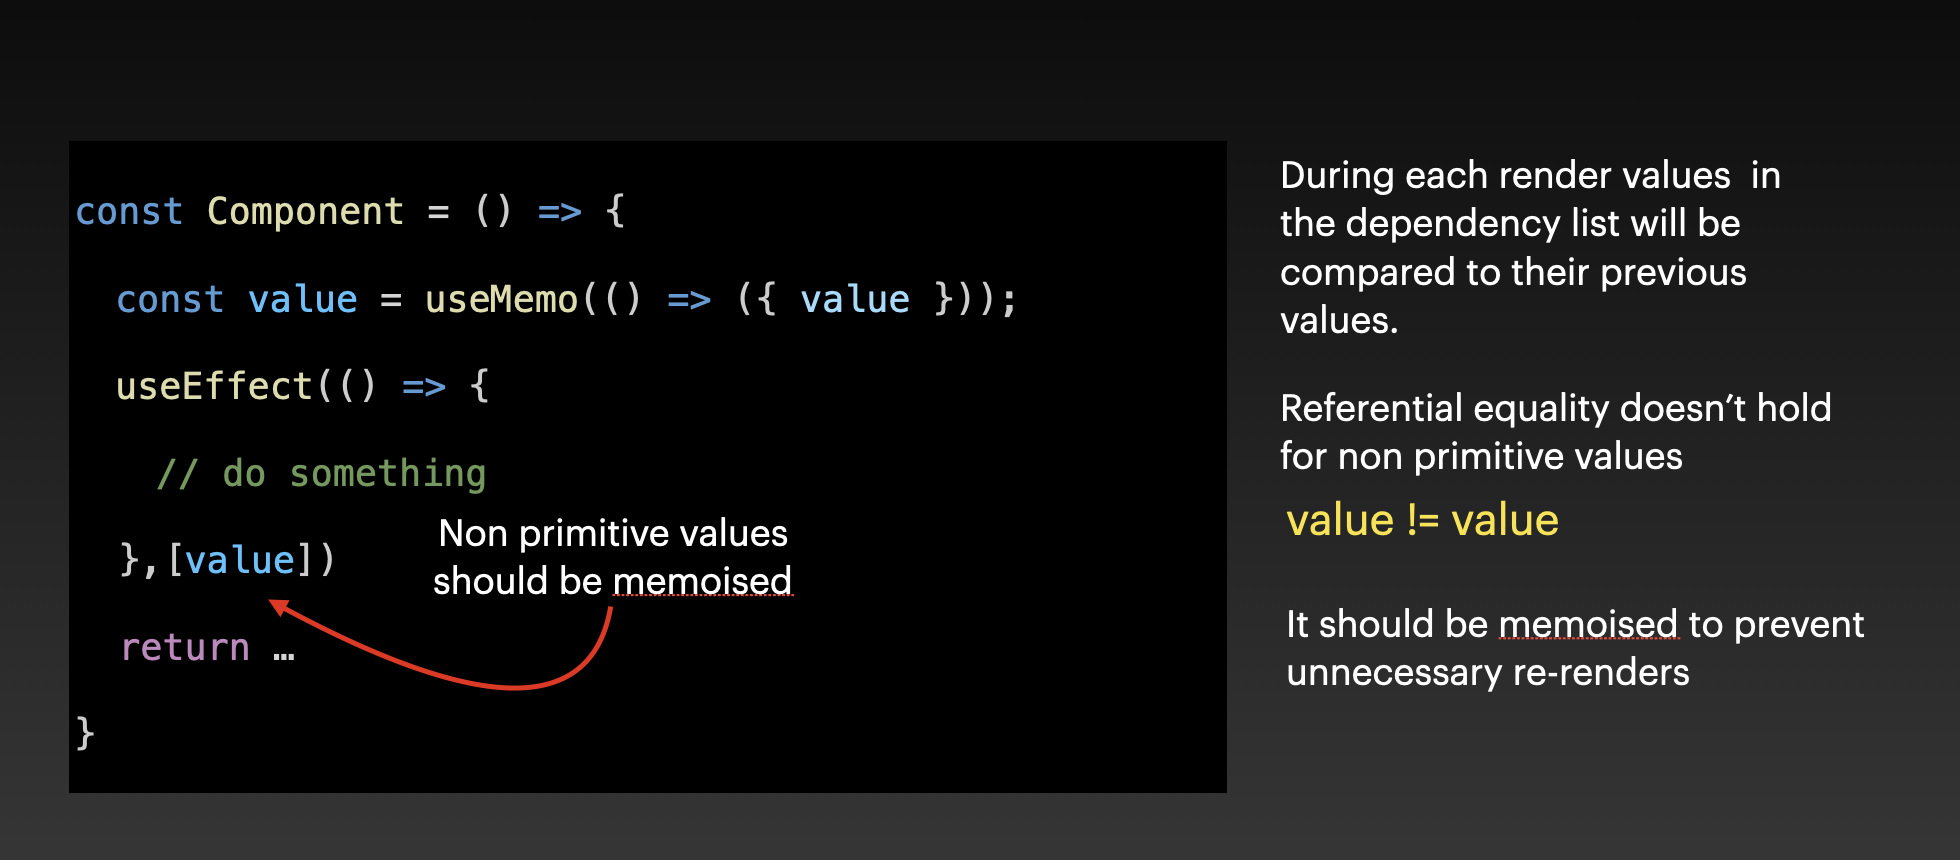 const Component = () => {
const value = useMemo(() => ({ value }));
useEffect(() => {
// do something
},[value])
return …
}
Non primitive values
should be memoised
During each render values  in
the dependency list will be
compared to their previous
values.
Referential equality doesn’t hold
for non primitive values
value != value
It should be memoised to prevent
unnecessary re-renders